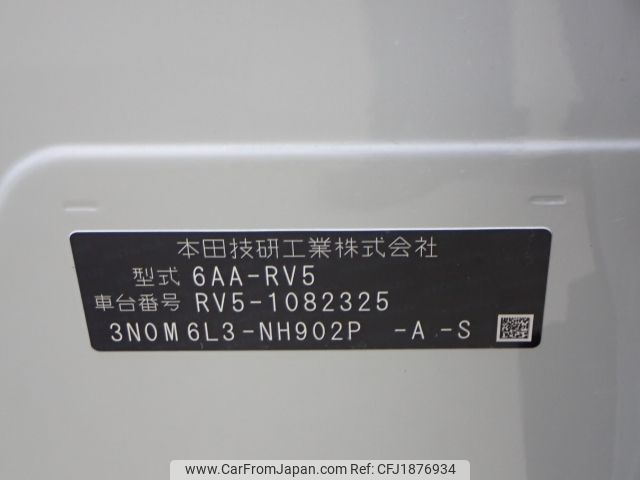 本田技研工業株式会社
型式 6AA-RV5
車台番号 RV5-1082325
3N0M6L3-NH902P -A -S
www.CarFromJapan.com | Ref No. CFJ1876934